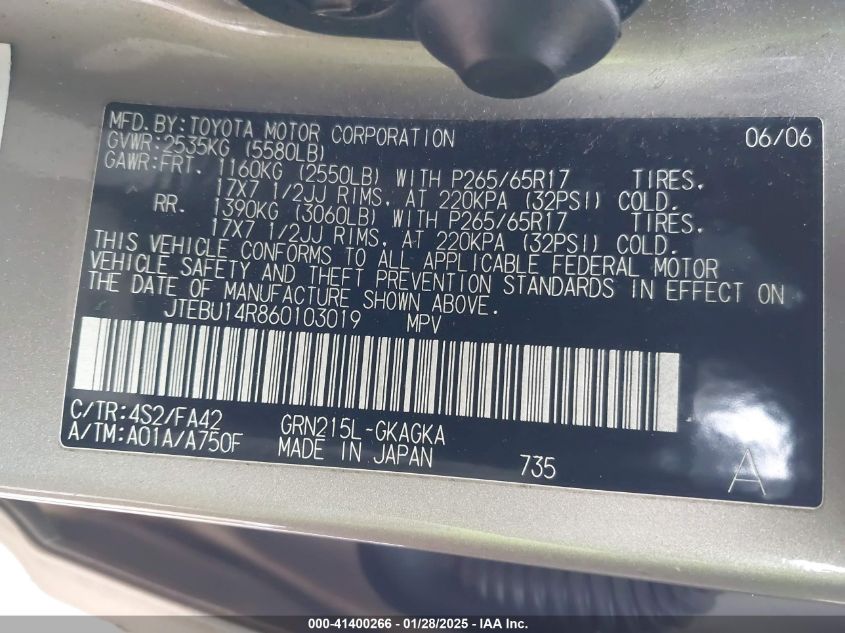 MFD.BY:TOYOTA MOTOR CORPORATION 06/06
GVWR:2535KG (5580LB)
GAWR:FRT. 1160KG (2550LB) WITH P265/65R17 TIRES.
17X7 1/2JJ RIMS, AT 220KPA (32PSI) COLD.
RR. 1390KG (3060LB) WITH P265/65R17 TIRES.
17X7 1/2JJ RIMS, AT 220KPA (32PSI) COLD.
THIS VEHICLE CONFORMS TO ALL APPLICABLE FEDERAL MOTOR
VEHICLE SAFETY AND THEFT PREVENTION STANDARDS IN EFFECT ON
THE DATE OF MANUFACTURE SHOWN ABOVE.
JTEBU14R860103019 MPV
C/TR:4S2/FA42 GRN215L-GKAGKA
A/TM:A01A/A750F MADE IN JAPAN 735 A
000-41400266 - 01/28/2025 - IAA Inc.